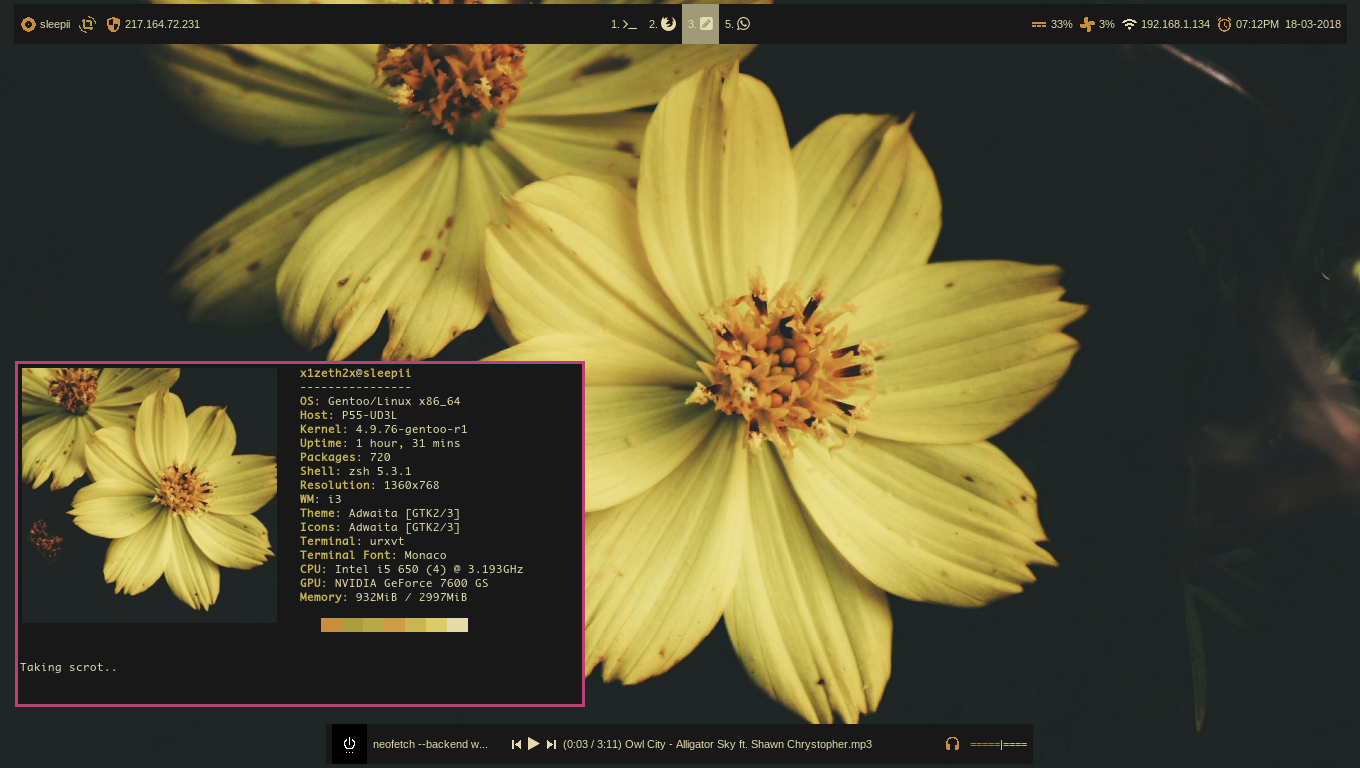 sleepii 217.164.72.231 1. 2. 3. 5. 33% 3% 192.168.1.134 07:12PM 18-03-2018
x1zeth2x@sleepii
----------------
OS: Gentoo/Linux x86_64
Host: P55-UD3L
Kernel: 4.9.76-gentoo-r1
Uptime: 1 hour, 31 mins
Packages: 720
Shell: zsh 5.3.1
Resolution: 1360x768
WM: i3
Theme: Adwaita [GTK2/3]
Icons: Adwaita [GTK2/3]
Terminal: urxvt
Terminal Font: Monaco
CPU: Intel i5 650 (4) @ 3.193GHz
GPU: NVIDIA GeForce 7600 GS
Memory: 932MiB / 2997MiB
Taking scrot..
neofetch --backend w... (0:03 / 3:11) Owl City - Alligator Sky ft. Shawn Chrystopher.mp3 =====|====